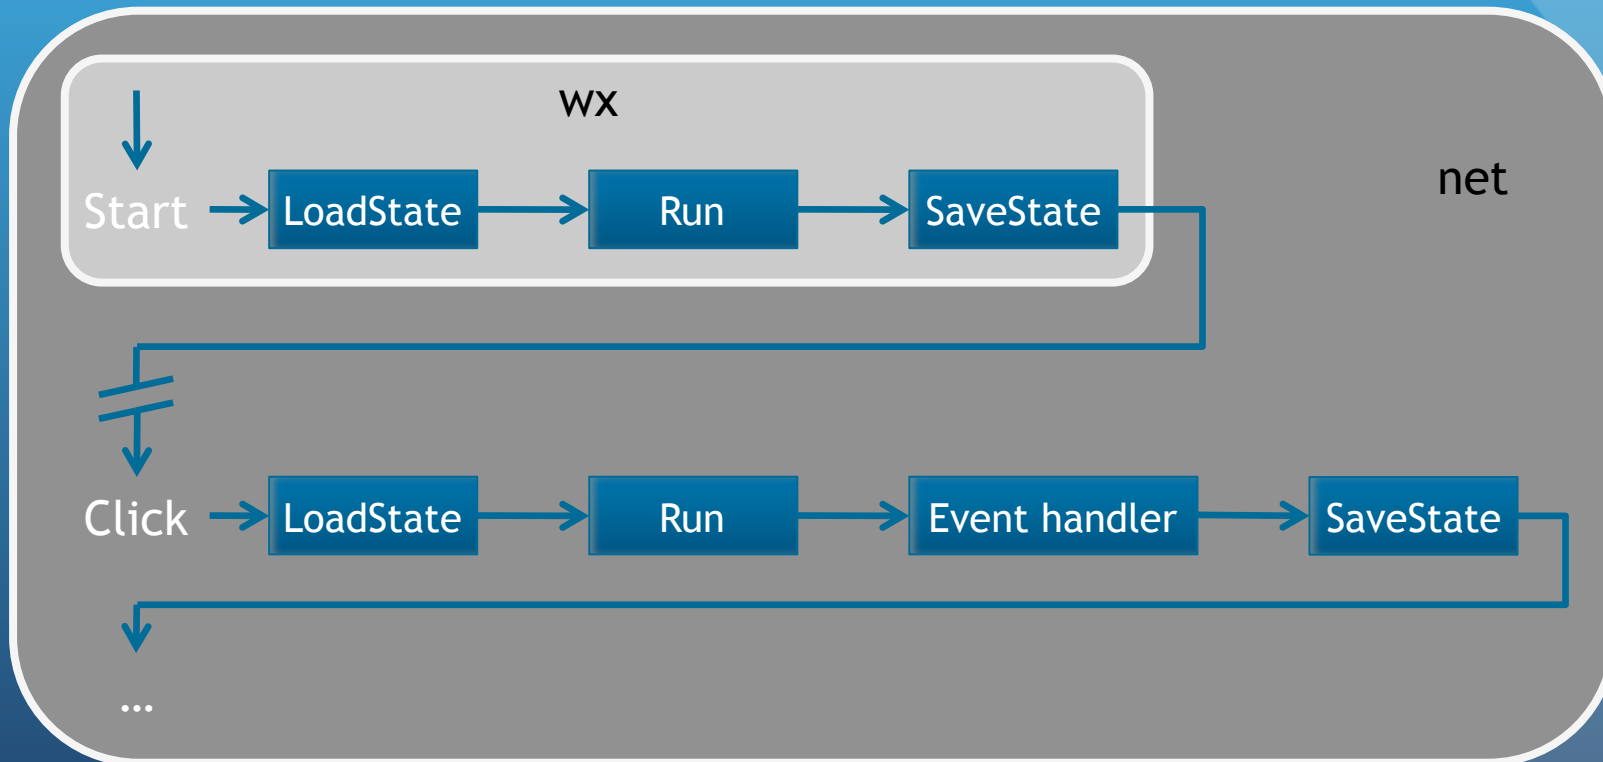 wx
net
Start LoadState Run SaveState
Click LoadState Run Event handler SaveState
...